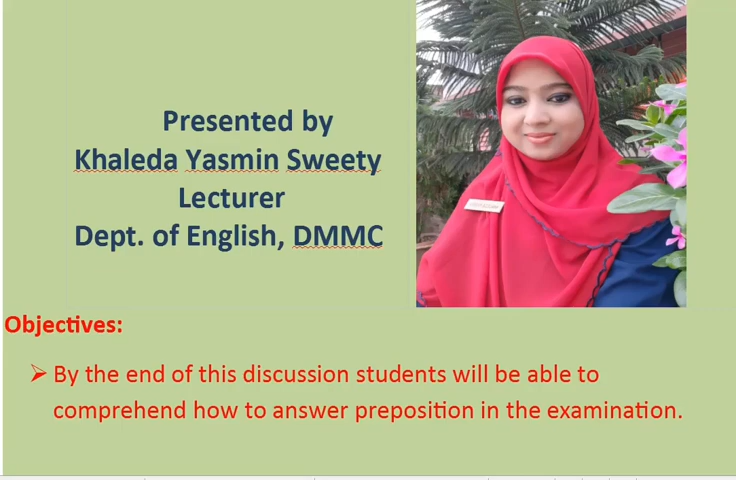 Presented by
Khaleda Yasmin Sweety
Lecturer
Dept. of English, DMMC
Objectives:
➢ By the end of this discussion students will be able to
comprehend how to answer preposition in the examination.